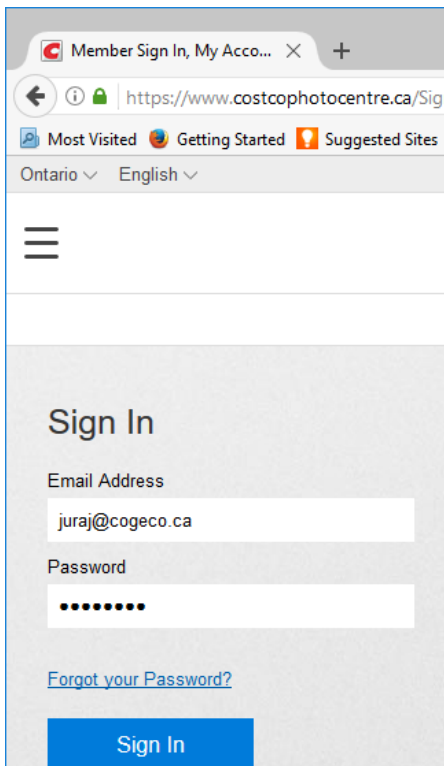 Member Sign In, My Acco...
https://www.costcophotocentre.ca/Sig
Most Visited Getting Started Suggested Sites
Ontario English
Sign In
Email Address
juraj@cogeco.ca
Password
••••••••
Forgot your Password?
Sign In